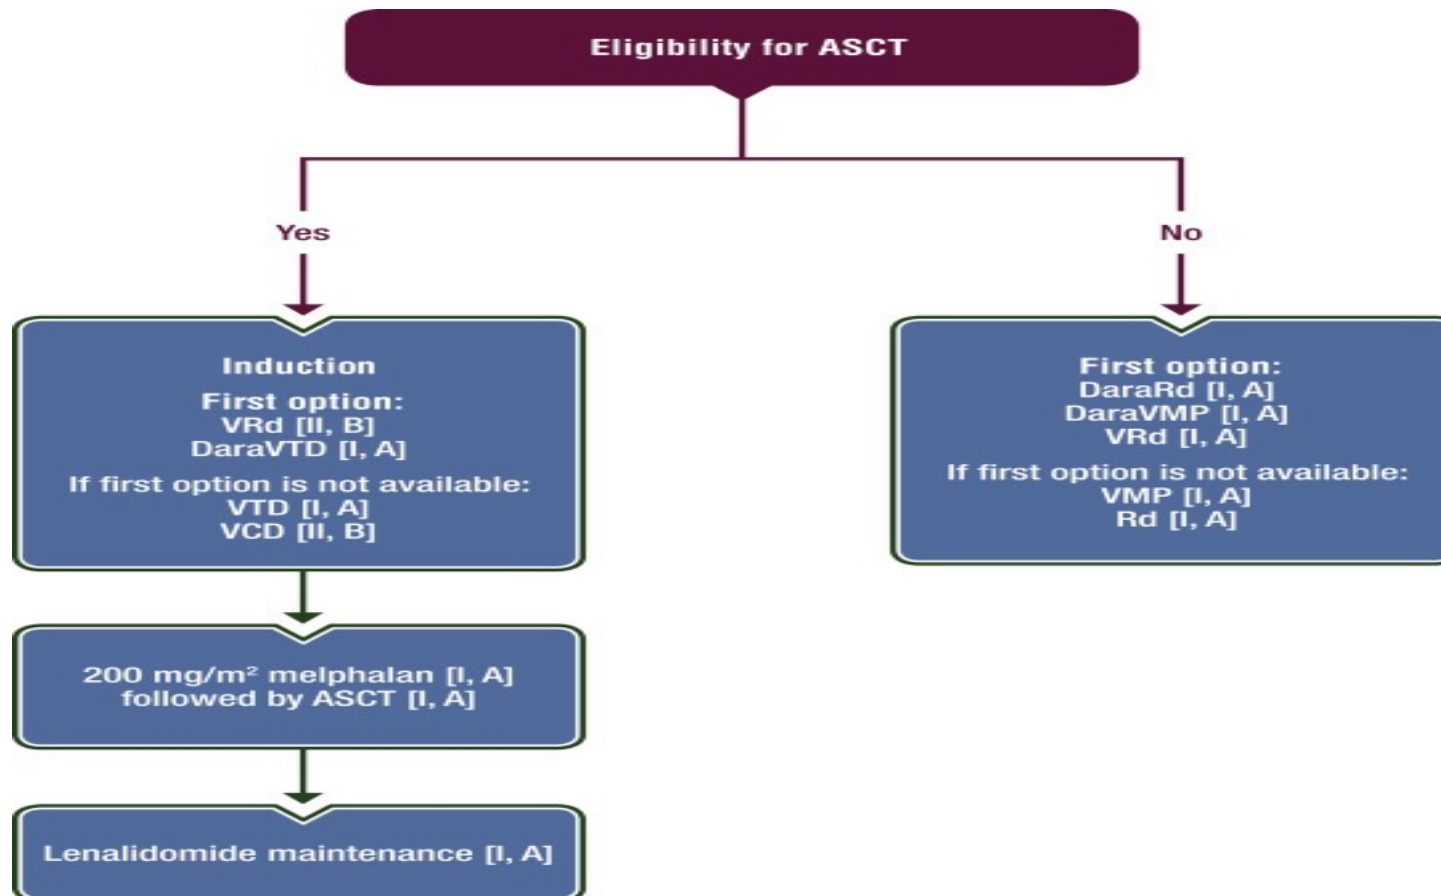 Eligibility for ASCT
Yes
No
Induction
First option:
VRd [II, B]
DaraVTD [I, A]
If first option is not available:
VTD [I, A]
VCD [II, B]
First option:
DaraRd [I, A]
DaraVMP [I, A]
VRd [I, A]
If first option is not available:
VMP [I, A]
Rd [I, A]
200 mg/m² melphalan [I, A]
followed by ASCT [I, A]
Lenalidomide maintenance [I, A]